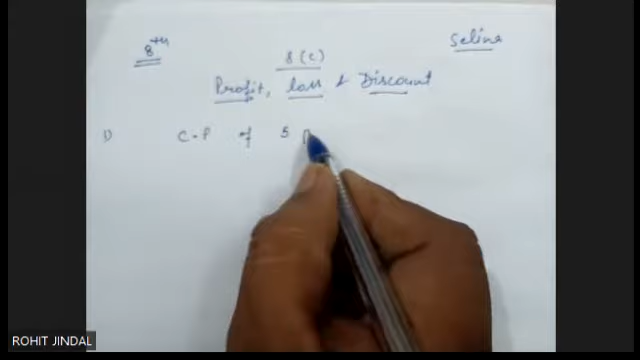 8th
Selina
8(c)
Profit, loss & Discount
1) C.P of 5
ROHIT JINDAL